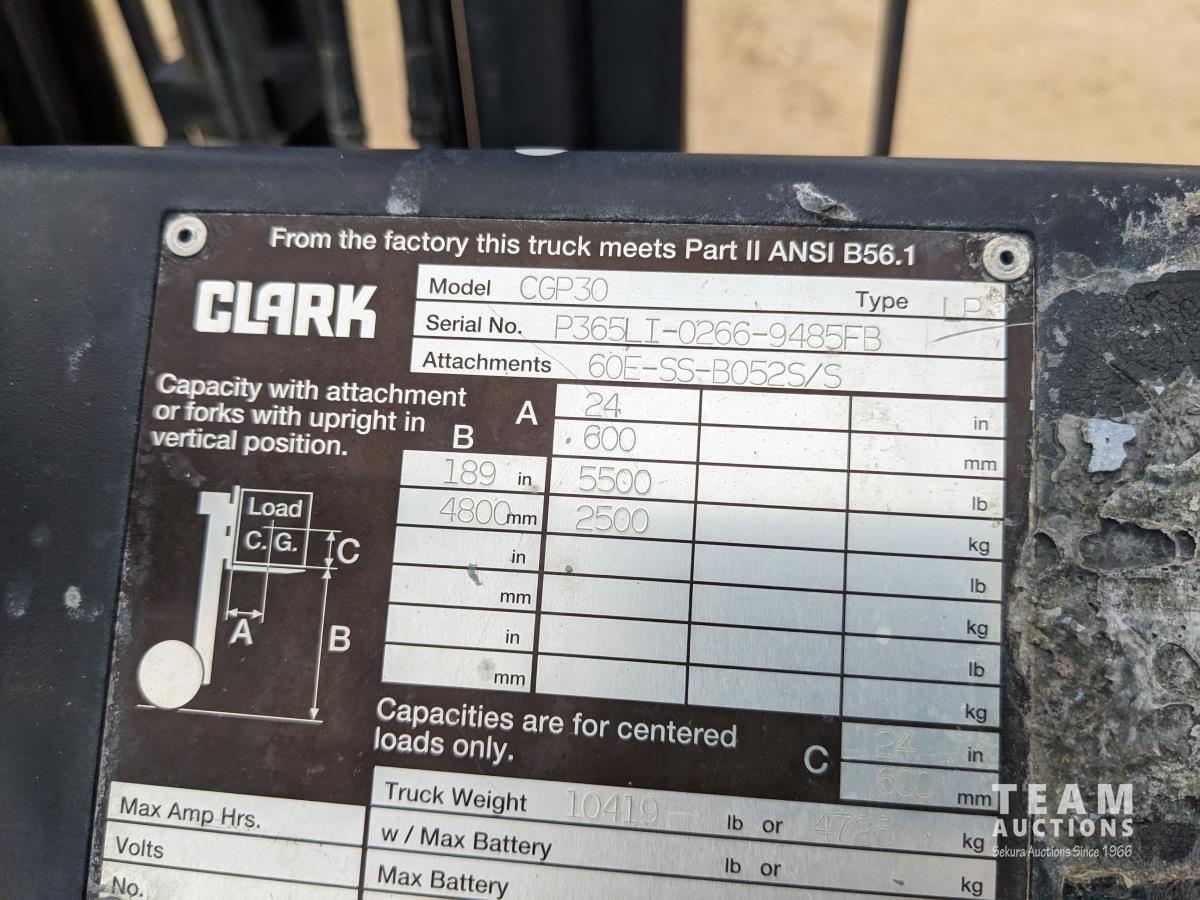 From the factory this truck meets Part II ANSI B56.1
CLARK
Model CGP30 Type LP
Serial No. P365LI-0266-9485FB
Attachments 60E-SS-B052S/S
Capacity with attachment
or forks with upright in
vertical position.
A 24 in
B 600 mm
189 in 5500 lb
4800 mm 2500 kg
in lb
mm kg
in lb
mm kg
Load
C. G.
C
A
B
Capacities are for centered
loads only.
C 24 in
600 mm
Max Amp Hrs.
Volts
No.
Truck Weight 10419 lb or 4726 kg
w / Max Battery lb or kg
Max Battery
TEAM
AUCTIONS
Sekura Auctions Since 1966